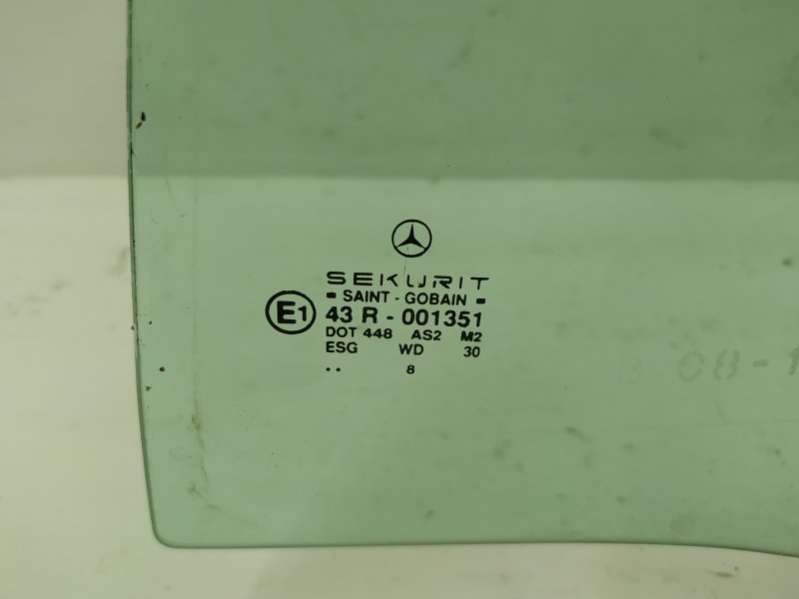 SEKURIT
- SAINT - GOBAIN -
E1 43 R - 001351
DOT 448 AS2 M2
ESG WD 30
.. 8
08-1